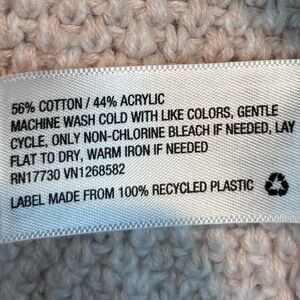 56% COTTON / 44% ACRYLIC
MACHINE WASH COLD WITH LIKE COLORS, GENTLE
CYCLE, ONLY NON-CHLORINE BLEACH IF NEEDED, LAY
FLAT TO DRY, WARM IRON IF NEEDED
RN17730 VN1268582
LABEL MADE FROM 100% RECYCLED PLASTIC